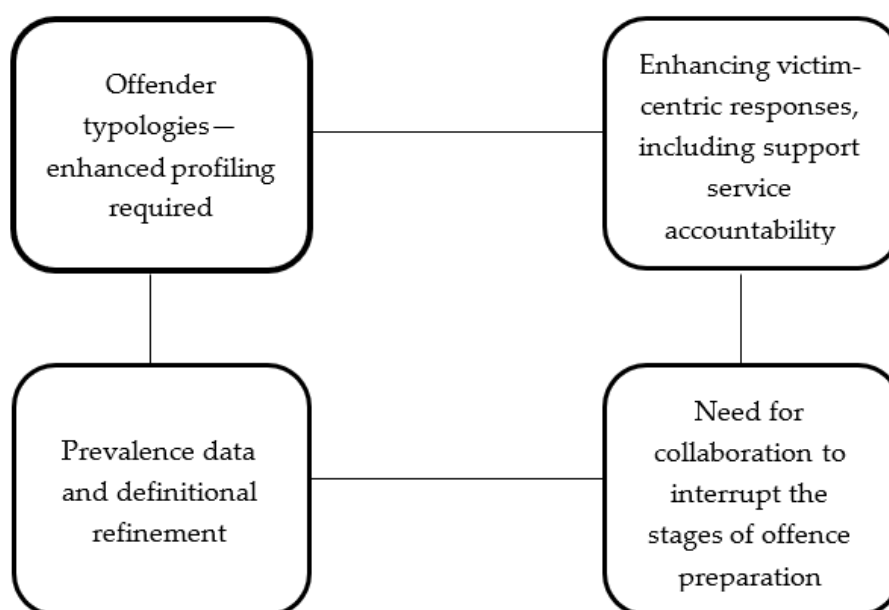 Offender
typologies—
enhanced profiling
required
Enhancing victim-
centric responses,
including support
service
accountability
Prevalence data
and definitional
refinement
Need for
collaboration to
interrupt the
stages of offence
preparation